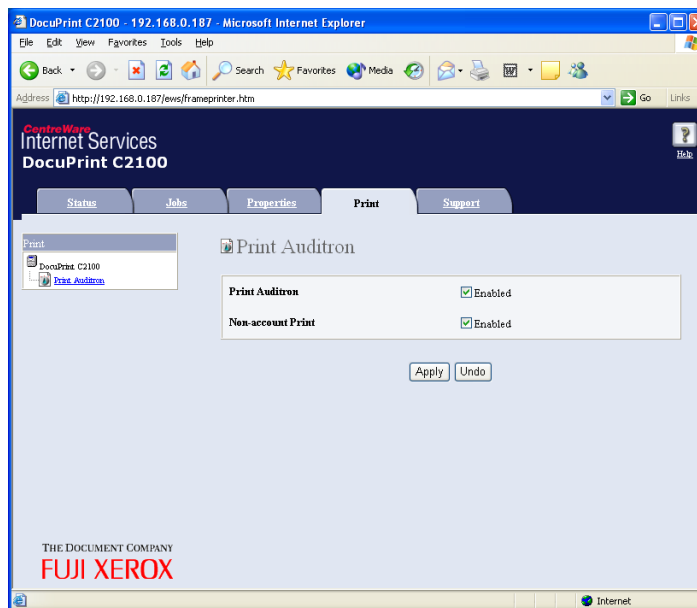 DocuPrint C2100 - 192.168.0.187 - Microsoft Internet Explorer
File Edit View Favorites Tools Help
Back Search Favorites Media
Address http://192.168.0.187/ews/frameprinter.htm Go Links
CentreWare
Internet Services
DocuPrint C2100
Help
Status Jobs Properties Print Support
Print
DocuPrint C2100
Print Auditron
Print Auditron
Print Auditron Enabled
Non-account Print Enabled
Apply Undo
THE DOCUMENT COMPANY
FUJI XEROX
Internet